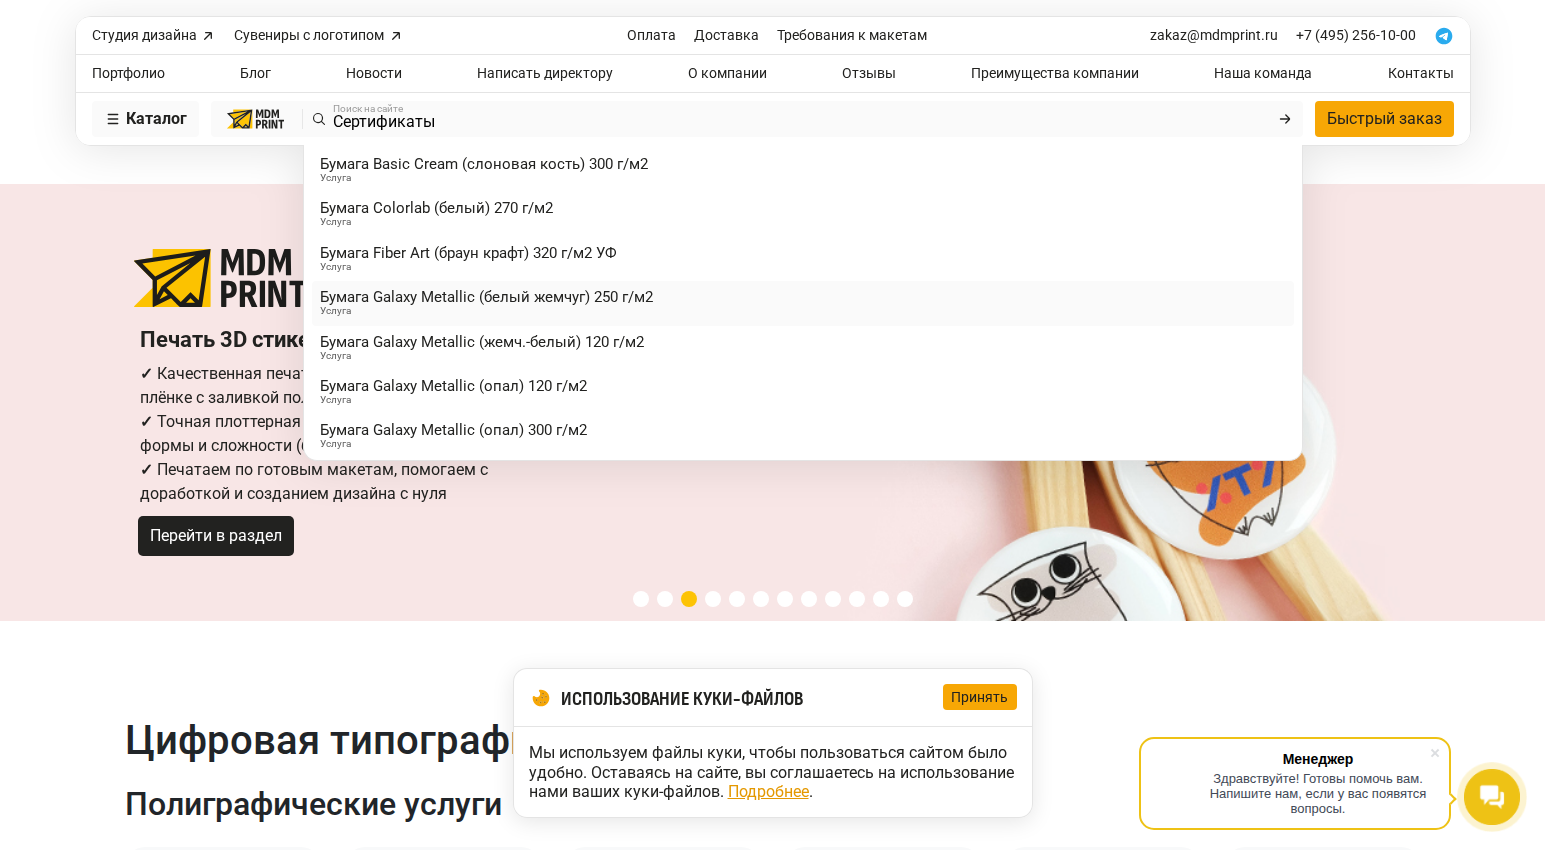 Студия дизайна
Сувениры с логотипом
Оплата
Доставка
Требования к макетам
zakaz@mdmprint.ru
+7 (495) 256-10-00
Портфолио
Блог
Новости
Написать директору
О компании
Отзывы
Преимущества компании
Наша команда
Контакты
Каталог
MDM
PRINT
Поиск на сайте
Сертификаты
Быстрый заказ
Бумага Basic Cream (слоновая кость) 300 г/м2
Услуга
Бумага Colorlab (белый) 270 г/м2
Услуга
Бумага Fiber Art (браун крафт) 320 г/м2 УФ
Услуга
Бумага Galaxy Metallic (белый жемчуг) 250 г/м2
Услуга
Бумага Galaxy Metallic (жемч.-белый) 120 г/м2
Услуга
Бумага Galaxy Metallic (опал) 120 г/м2
Услуга
Бумага Galaxy Metallic (опал) 300 г/м2
Услуга
MDM
PRINT
Печать 3D стике
✓ Качественная печат
плёнке с заливкой пол
✓ Точная плоттерная
формы и сложности (
✓ Печатаем по готовым макетам, помогаем с
доработкой и созданием дизайна с нуля
Перейти в раздел
ИСПОЛЬЗОВАНИЕ КУКИ-ФАЙЛОВ
Принять
Мы используем файлы куки, чтобы пользоваться сайтом было
удобно. Оставаясь на сайте, вы соглашаетесь на использование
нами ваших куки-файлов. Подробнее.
Цифровая типограф
Полиграфические услуги
Менеджер
Здравствуйте! Готовы помочь вам.
Напишите нам, если у вас появятся
вопросы.